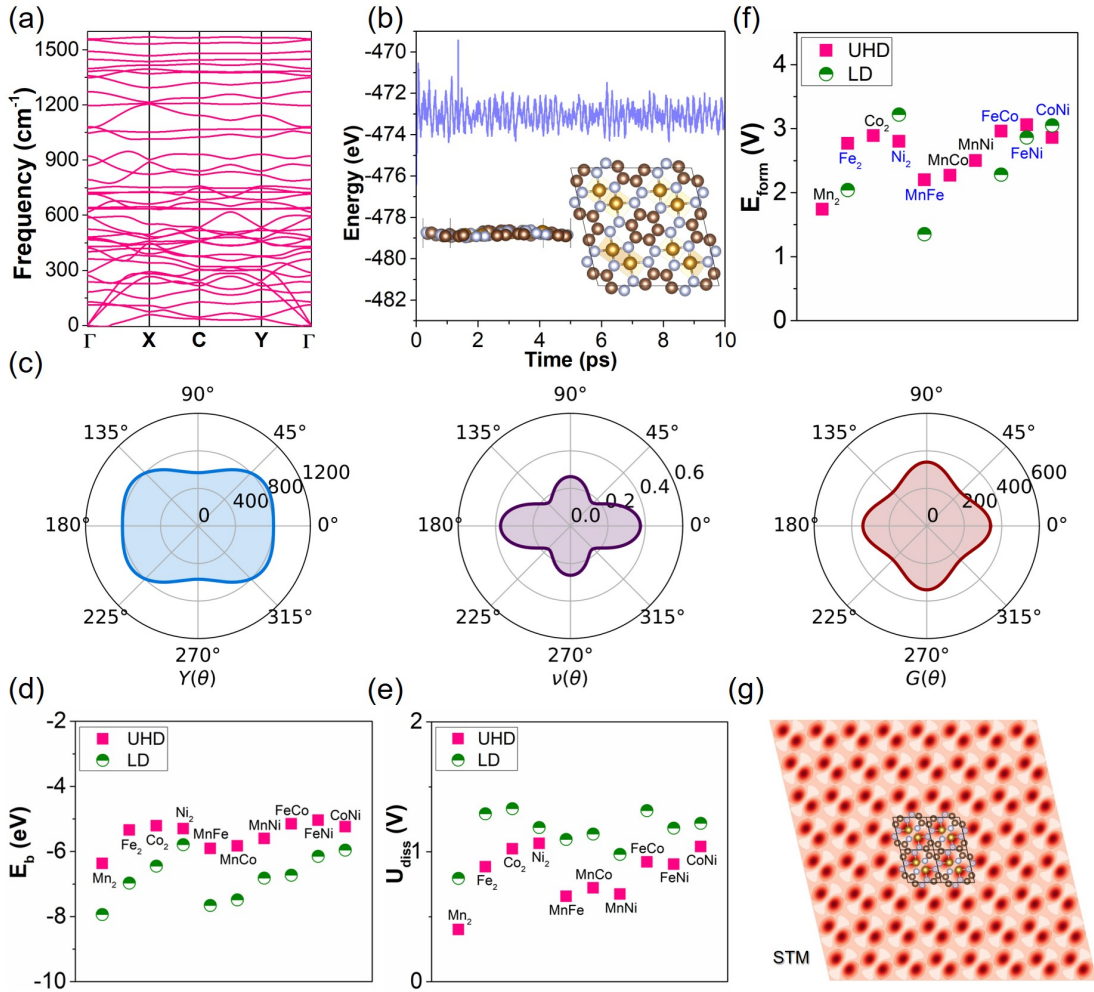 (a)
Frequency (cm⁻¹)
1500
1200
900
600
300
0
Γ
X
C
Y
Γ
(b)
Energy (eV)
-470
-472
-474
-476
-478
-480
-482
0
2
4
6
8
10
Time (ps)
(f)
E_form (V)
4
3
2
1
0
UHD
LD
Mn₂
Fe₂
Co₂
Ni₂
MnFe
MnCo
MnNi
FeCo
FeNi
CoNi
(c)
90°
135°
45°
180°
0°
225°
315°
270°
0
400
800
1200
Y(θ)
90°
135°
45°
180°
0°
225°
315°
270°
0.0
0.2
0.4
0.6
ν(θ)
90°
135°
45°
180°
0°
225°
315°
270°
0
200
400
600
G(θ)
(d)
E_b (eV)
-2
-4
-6
-8
-10
UHD
LD
Mn₂
Fe₂
Co₂
Ni₂
MnFe
MnCo
MnNi
FeCo
FeNi
CoNi
(e)
U_diss (V)
2
1
0
UHD
LD
Mn₂
Fe₂
Co₂
Ni₂
MnFe
MnCo
MnNi
FeCo
FeNi
CoNi
(g)
STM